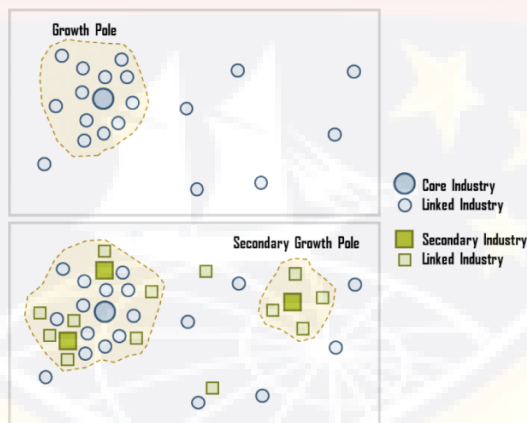 Growth Pole
Core Industry
Linked Industry
Secondary Growth Pole
Secondary Industry
Linked Industry